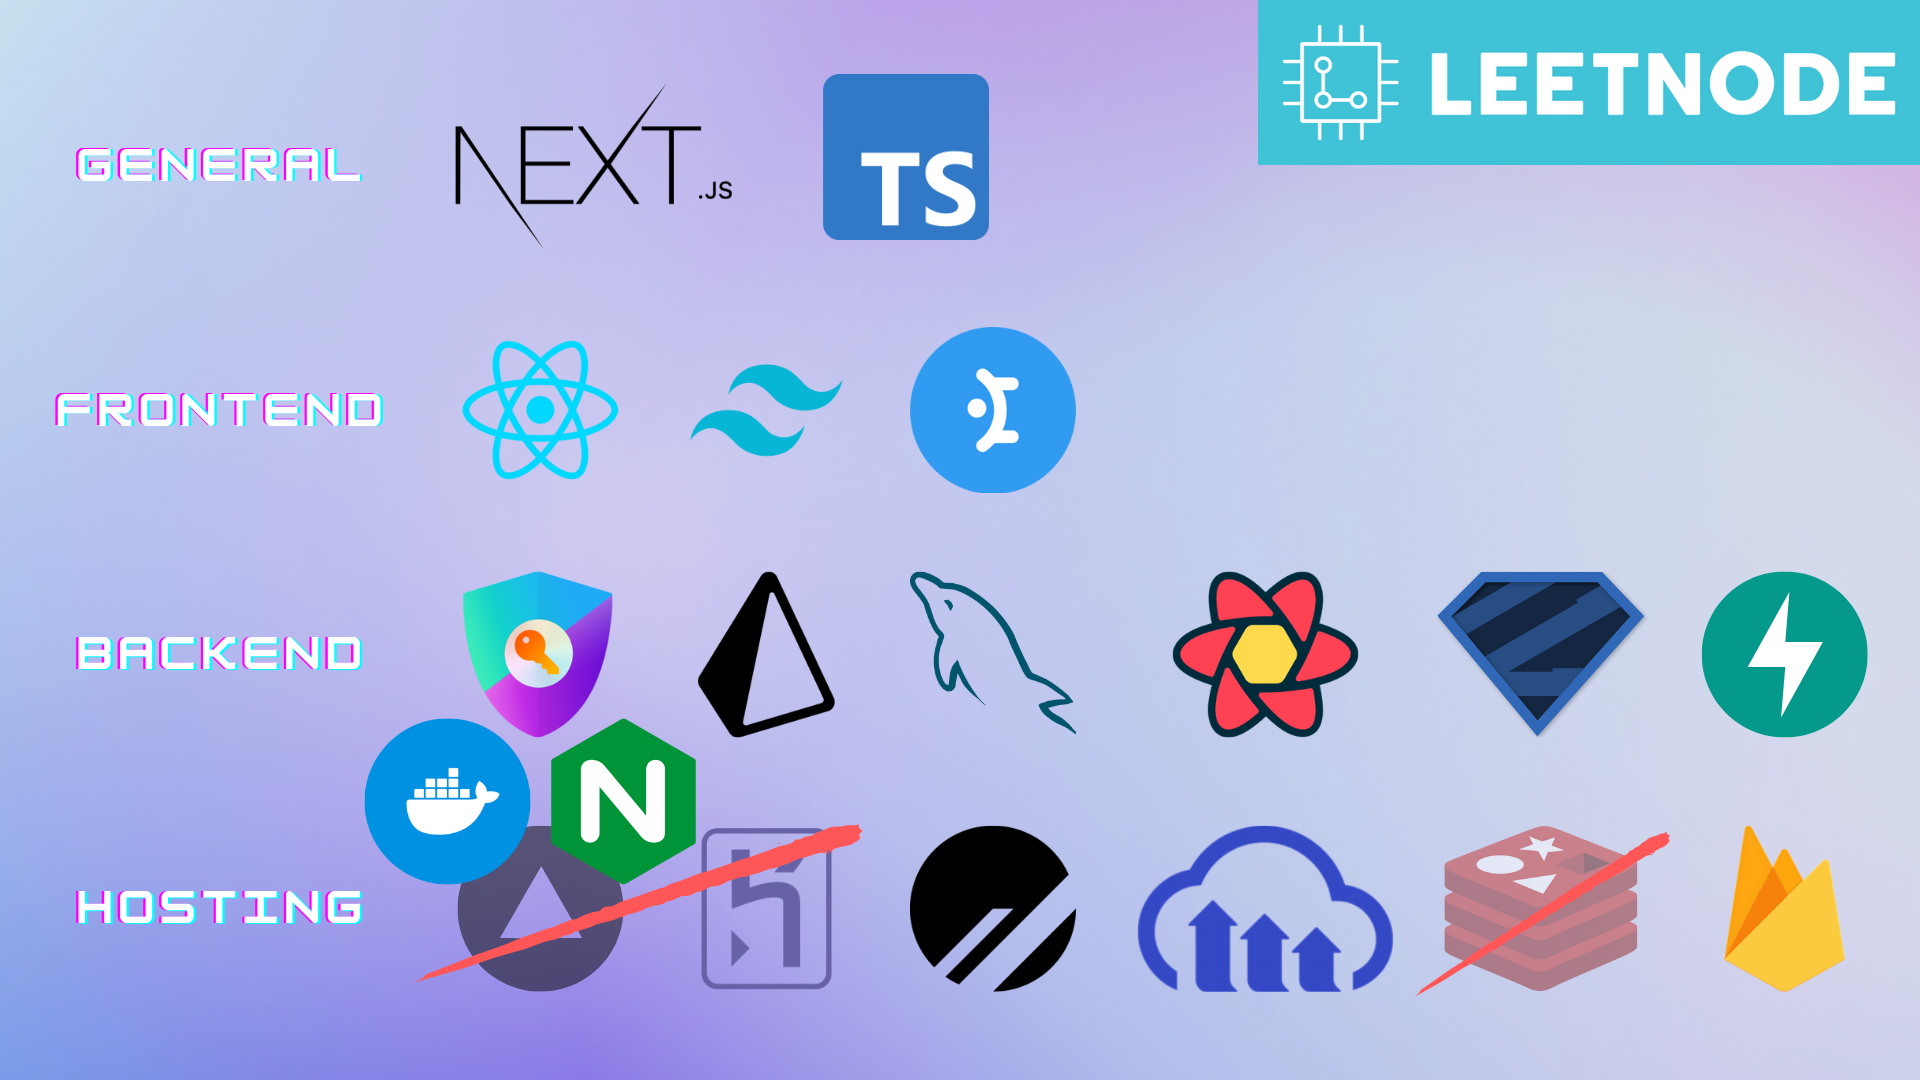 LEETNODE
GENERAL
NEXT.JS
TS
FRONTEND
BACKEND
N
HOSTING